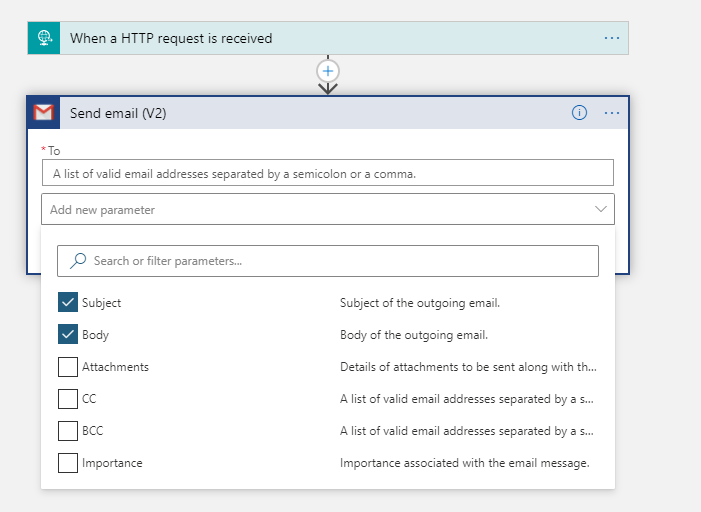 When a HTTP request is received
Send email (V2)
* To
A list of valid email addresses separated by a semicolon or a comma.
Add new parameter
Search or filter parameters...
Subject Subject of the outgoing email.
Body Body of the outgoing email.
Attachments Details of attachments to be sent along with th...
CC A list of valid email addresses separated by a s...
BCC A list of valid email addresses separated by a s...
Importance Importance associated with the email message.